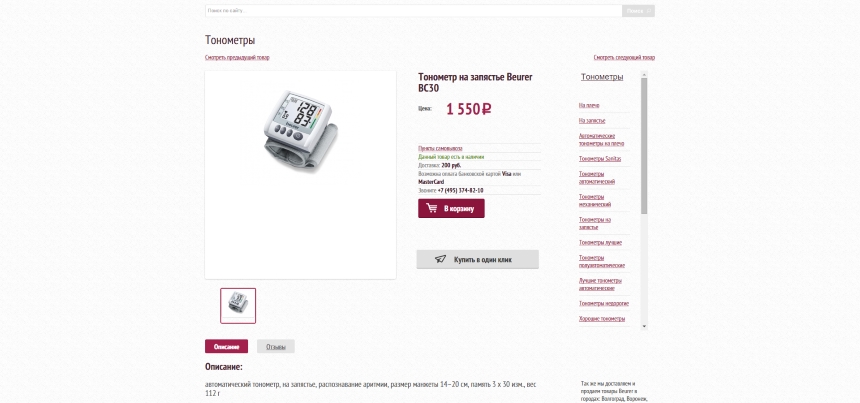 Поиск по сайту...
Поиск
Тонометры
Смотреть предыдущий товар
Смотреть следующий товар
Тонометр на запястье Beurer
BC30
Цена:
1 550 ₽
Пункты самовывоза
Данный товар есть в наличии
Доставка: 200 руб.
Возможна оплата банковской картой Visa или
MasterCard
Звоните +7 (495) 374-82-10
В корзину
Купить в один клик
Тонометры
На плечо
На запястье
Автоматические
тонометры на плечо
Тонометры Sanitas
Тонометры
автоматический
Тонометры
механический
Тонометры на
запястье
Тонометры лучшие
Тонометры
полуавтоматические
Лучшие тонометры
автоматические
Тонометры недорогие
Хорошие тонометры
Описание
Отзывы
Описание:
автоматический тонометр, на запястье, распознавание аритмии, размер манжеты 14–20 см, память 3 х 30 изм., вес
112 г
Так же мы доставляем и
продаем товары Beurer в
городах: Волгоград, Воронеж,